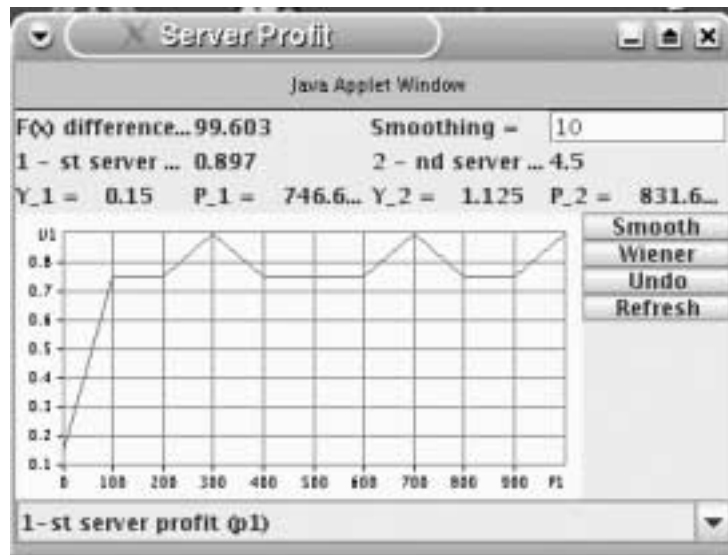 Server Profit
Java Applet Window
F(x) difference... 99.603 Smoothing = 10
1 - st server ... 0.897 2 - nd server ... 4.5
Y_1 = 0.15 P_1 = 746.6... Y_2 = 1.125 P_2 = 831.6...
Smooth
Wiener
Undo
Refresh
0.8
0.7
0.6
0.5
0.4
0.3
0.2
0.1
0 100 200 300 400 500 600 700 800 900 P1
1-st server profit (p1)